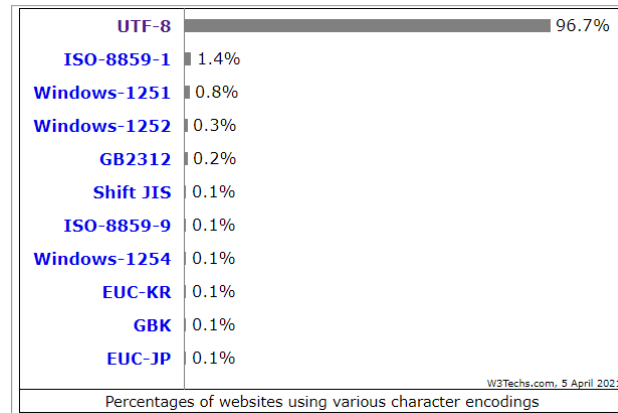 UTF-8 96.7%
ISO-8859-1 1.4%
Windows-1251 0.8%
Windows-1252 0.3%
GB2312 0.2%
Shift JIS 0.1%
ISO-8859-9 0.1%
Windows-1254 0.1%
EUC-KR 0.1%
GBK 0.1%
EUC-JP 0.1%
W3Techs.com, 5 April 2021
Percentages of websites using various character encodings